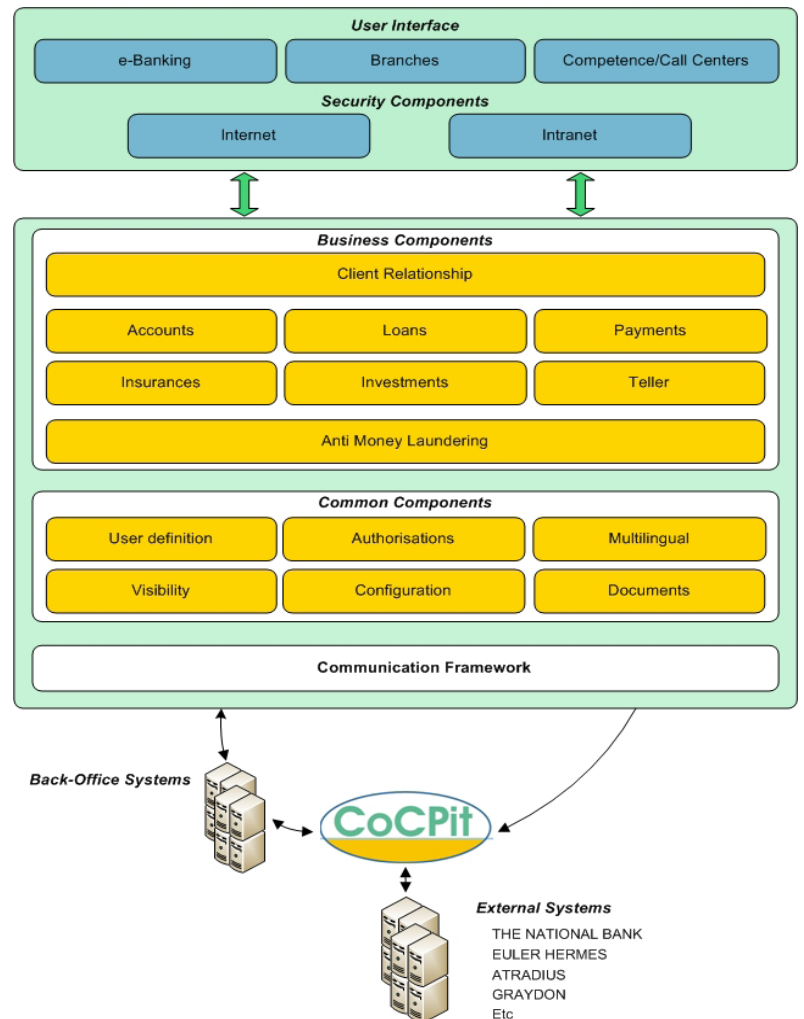 User Interface
e-Banking
Branches
Competence/Call Centers
Security Components
Internet
Intranet
Business Components
Client Relationship
Accounts
Loans
Payments
Insurances
Investments
Teller
Anti Money Laundering
Common Components
User definition
Authorisations
Multilingual
Visibility
Configuration
Documents
Communication Framework
Back-Office Systems
CoCPit
External Systems
THE NATIONAL BANK
EULER HERMES
ATRADIUS
GRAYDON
Etc